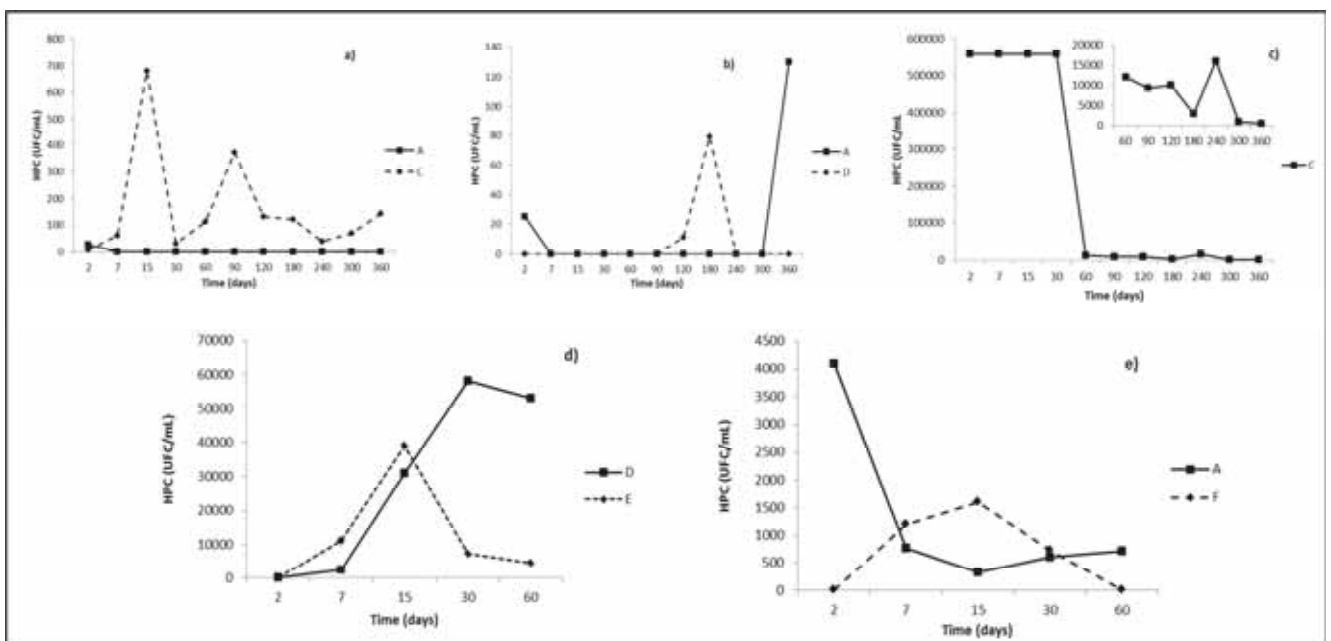 a)
800
700
600
500
400
300
200
100
0
HPC (UFC/mL)
2 7 15 30 60 90 120 180 240 300 360
Time (days)
A
C
b)
140
120
100
80
60
40
20
0
HPC (UFC/mL)
2 7 15 30 60 90 120 180 240 300 360
Time (days)
A
D
c)
600000
500000
400000
300000
200000
100000
0
HPC (UFC/mL
2 7 15 30 60 90 120 180 240 300 360
Time (days)
20000
15000
10000
5000
0
60 90 120 180 240 300 360
C
d)
70000
60000
50000
40000
30000
20000
10000
0
HPC (UFC/mL)
2 7 15 30 60
Time (days)
D
E
e)
4500
4000
3500
3000
2500
2000
1500
1000
500
0
HPC (UFC/mL)
2 7 15 30 60
Time (days)
A
F